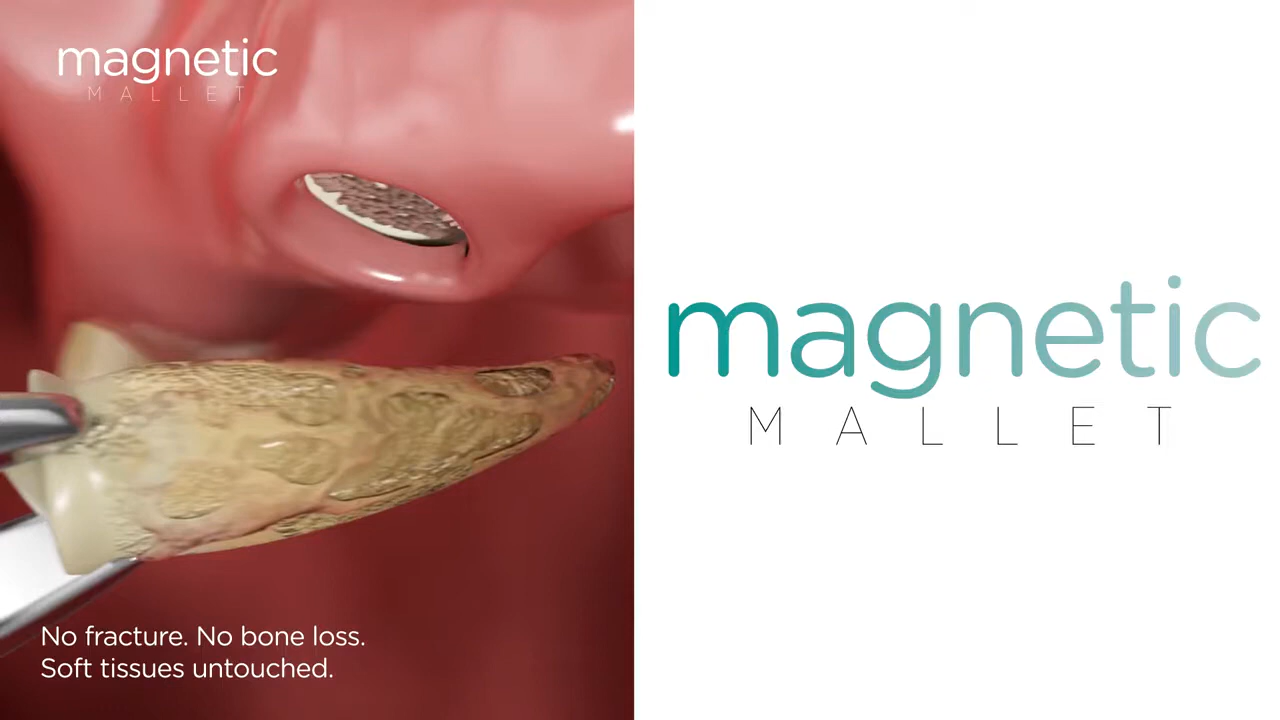 magnetic
MALLET
No fracture. No bone loss.
Soft tissues untouched.
magnetic
MALLET